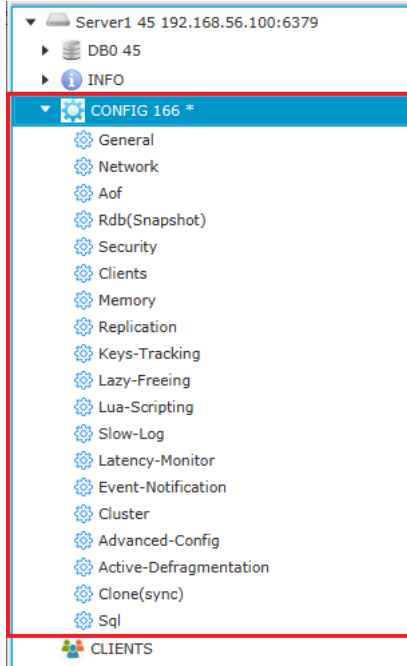 Server1 45 192.168.56.100:6379
DB0 45
INFO
CONFIG 166 *
General
Network
Aof
Rdb(Snapshot)
Security
Clients
Memory
Replication
Keys-Tracking
Lazy-Freeing
Lua-Scripting
Slow-Log
Latency-Monitor
Event-Notification
Cluster
Advanced-Config
Active-Defragmentation
Clone(sync)
Sql
CLIENTS